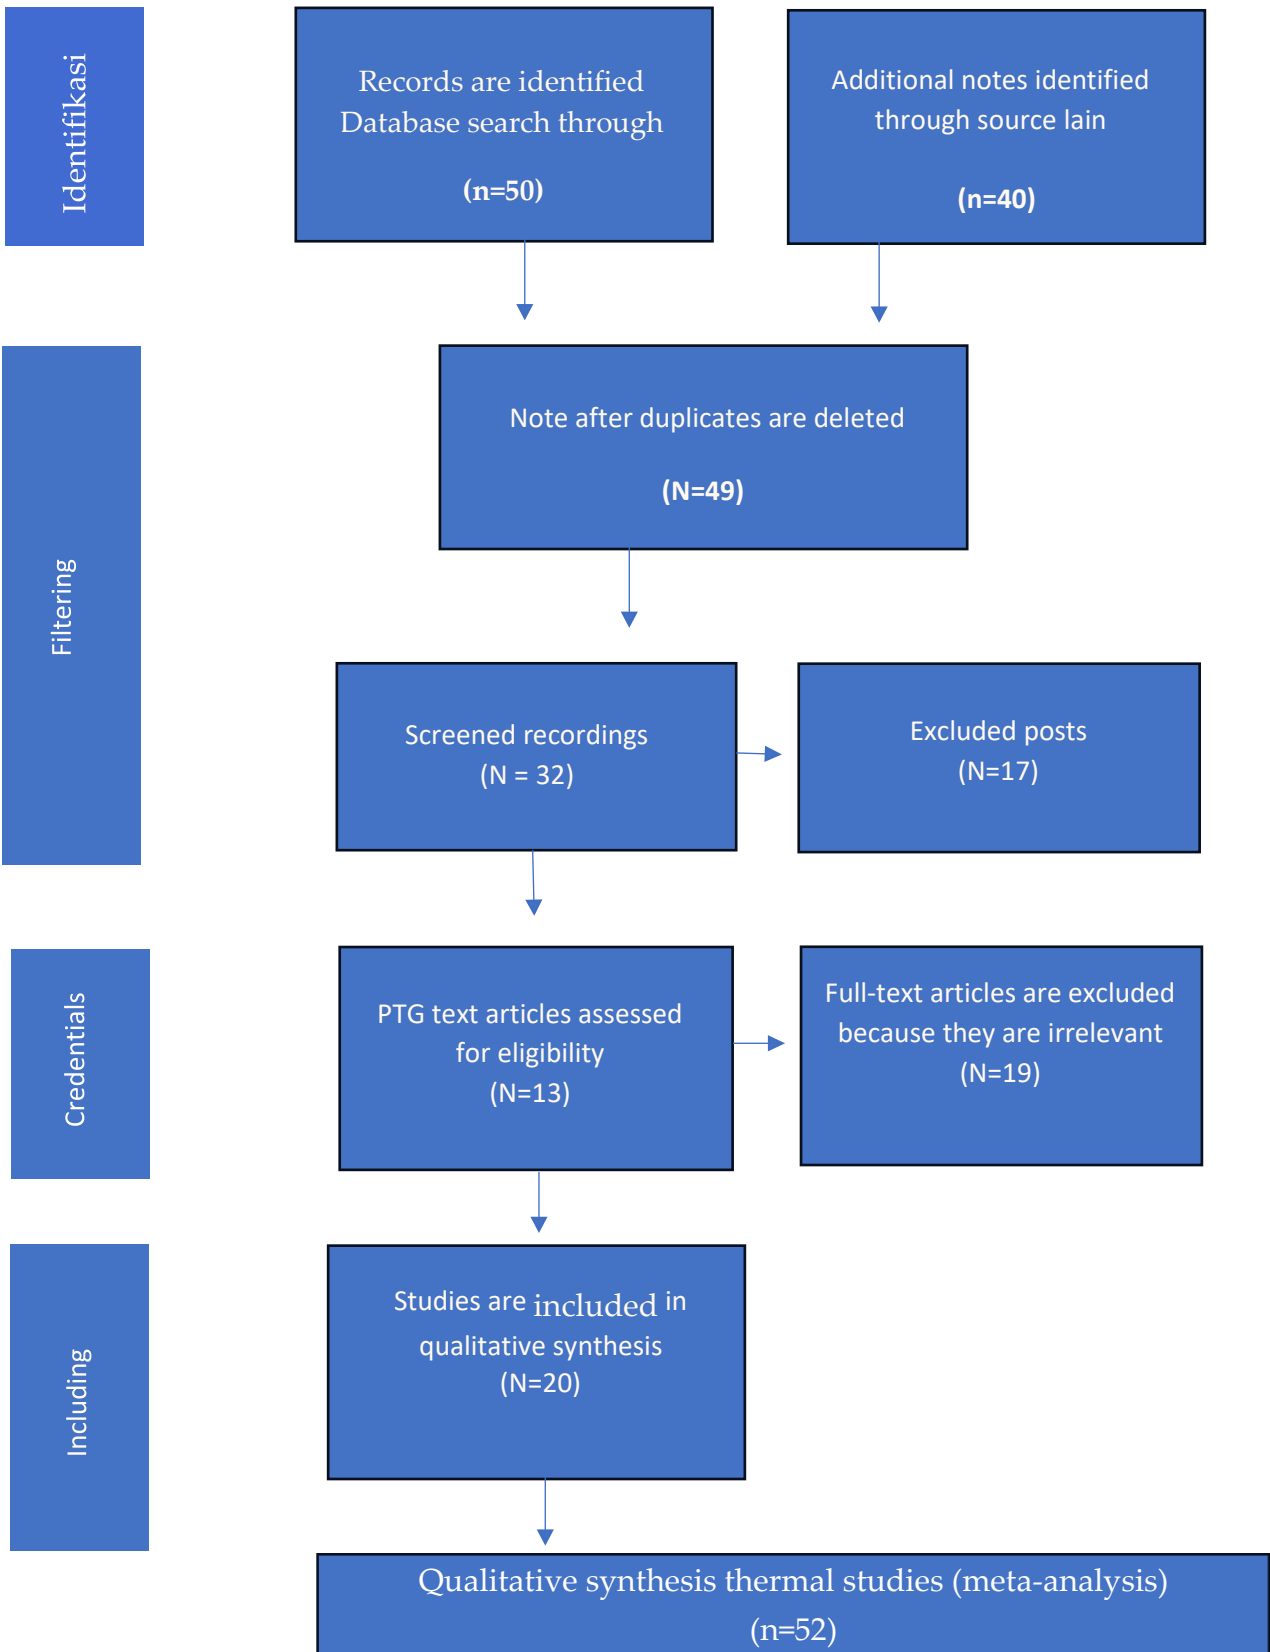 Identifikasi
Records are identified
Database search through
(n=50)
Additional notes identified
through source lain
(n=40)
Filtering
Note after duplicates are deleted
(N=49)
Screened recordings
(N = 32)
Excluded posts
(N=17)
Credentials
PTG text articles assessed
for eligibility
(N=13)
Full-text articles are excluded
because they are irrelevant
(N=19)
Including
Studies are included in
qualitative synthesis
(N=20)
Qualitative synthesis thermal studies (meta-analysis)
(n=52)